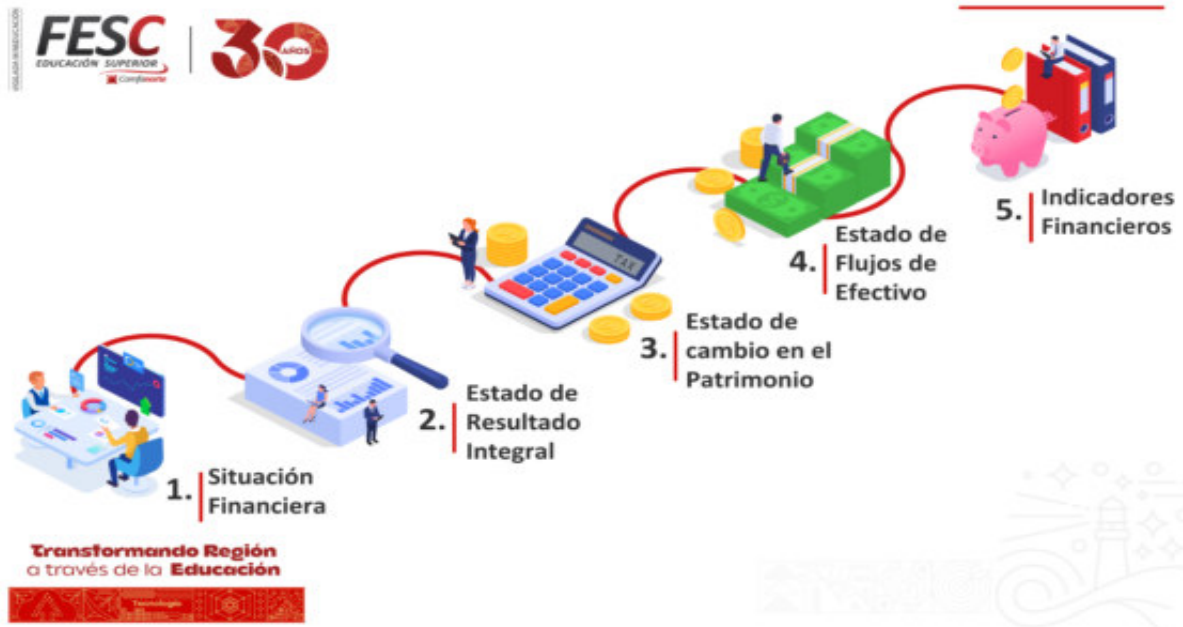 VIGILADA MINEDUCACIÓN
FESC
EDUCACIÓN SUPERIOR
Comfanorte
30
AÑOS
TAX
5.
Indicadores
Financieros
4.
Estado de
Flujos de
Efectivo
3.
Estado de
cambio en el
Patrimonio
2.
Estado de
Resultado
Integral
1.
Situación
Financiera
Transformando Región
a través de la Educación
Tecnología